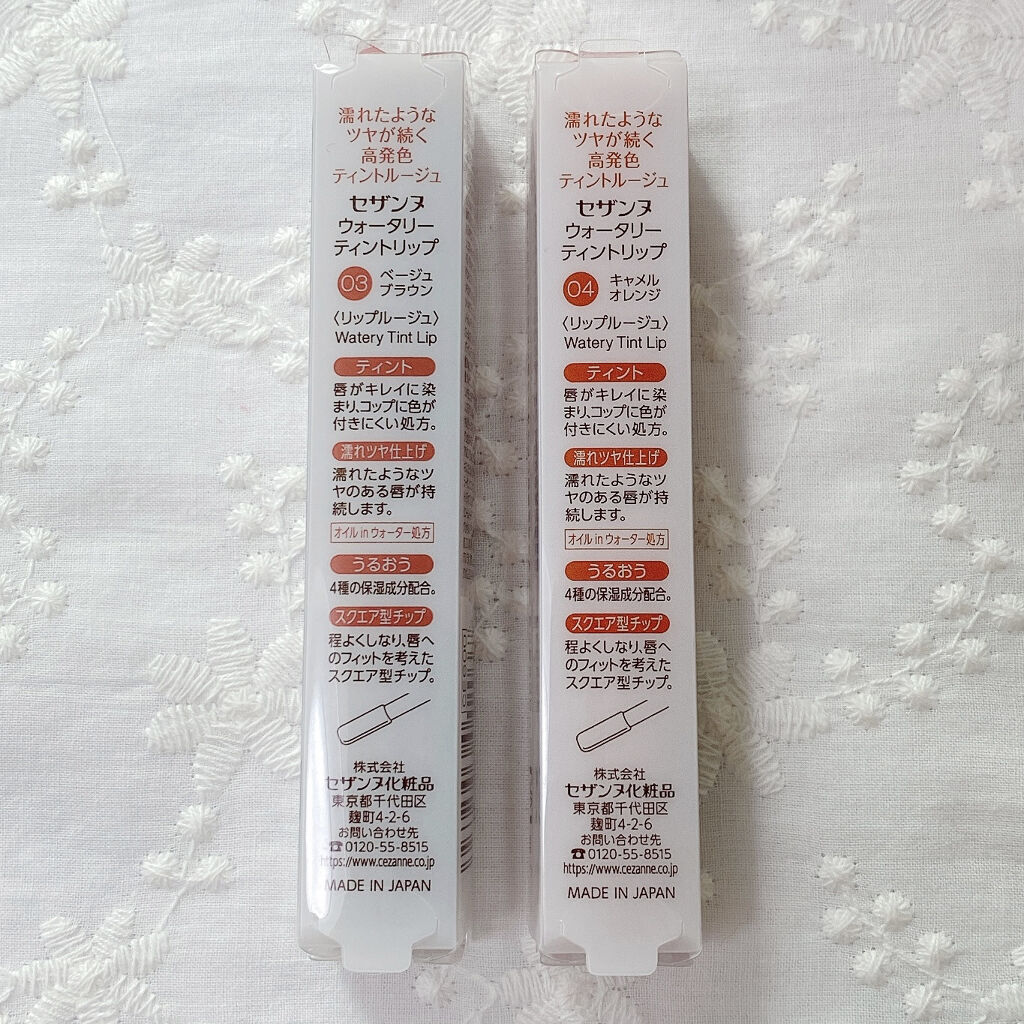 濡れたような
ツヤが続く
高発色
ティントルージュ
セザンヌ
ウォータリー
ティントリップ
03 ベージュ
ブラウン
〈リップルージュ〉
Watery Tint Lip
ティント
唇がキレイに染
まり、コップに色が
付きにくい処方。
濡れツヤ仕上げ
濡れたようなツ
ヤのある唇が持
続します。
オイル in ウォーター処方
うるおう
4種の保湿成分配合。
スクエア型チップ
程よくしなり、唇へ
のフィットを考えた
スクエア型チップ。
株式会社
セザンヌ化粧品
東京都千代田区
麹町4-2-6
お問い合わせ先
☎0120-55-8515
https://www.cezanne.co.jp
MADE IN JAPAN
濡れたような
ツヤが続く
高発色
ティントルージュ
セザンヌ
ウォータリー
ティントリップ
04 キャメル
オレンジ
〈リップルージュ〉
Watery Tint Lip
ティント
唇がキレイに染
まり、コップに色が
付きにくい処方。
濡れツヤ仕上げ
濡れたようなツ
ヤのある唇が持
続します。
オイル in ウォーター処方
うるおう
4種の保湿成分配合。
スクエア型チップ
程よくしなり、唇へ
のフィットを考えた
スクエア型チップ。
株式会社
セザンヌ化粧品
東京都千代田区
麹町4-2-6
お問い合わせ先
☎0120-55-8515
https://www.cezanne.co.jp
MADE IN JAPAN